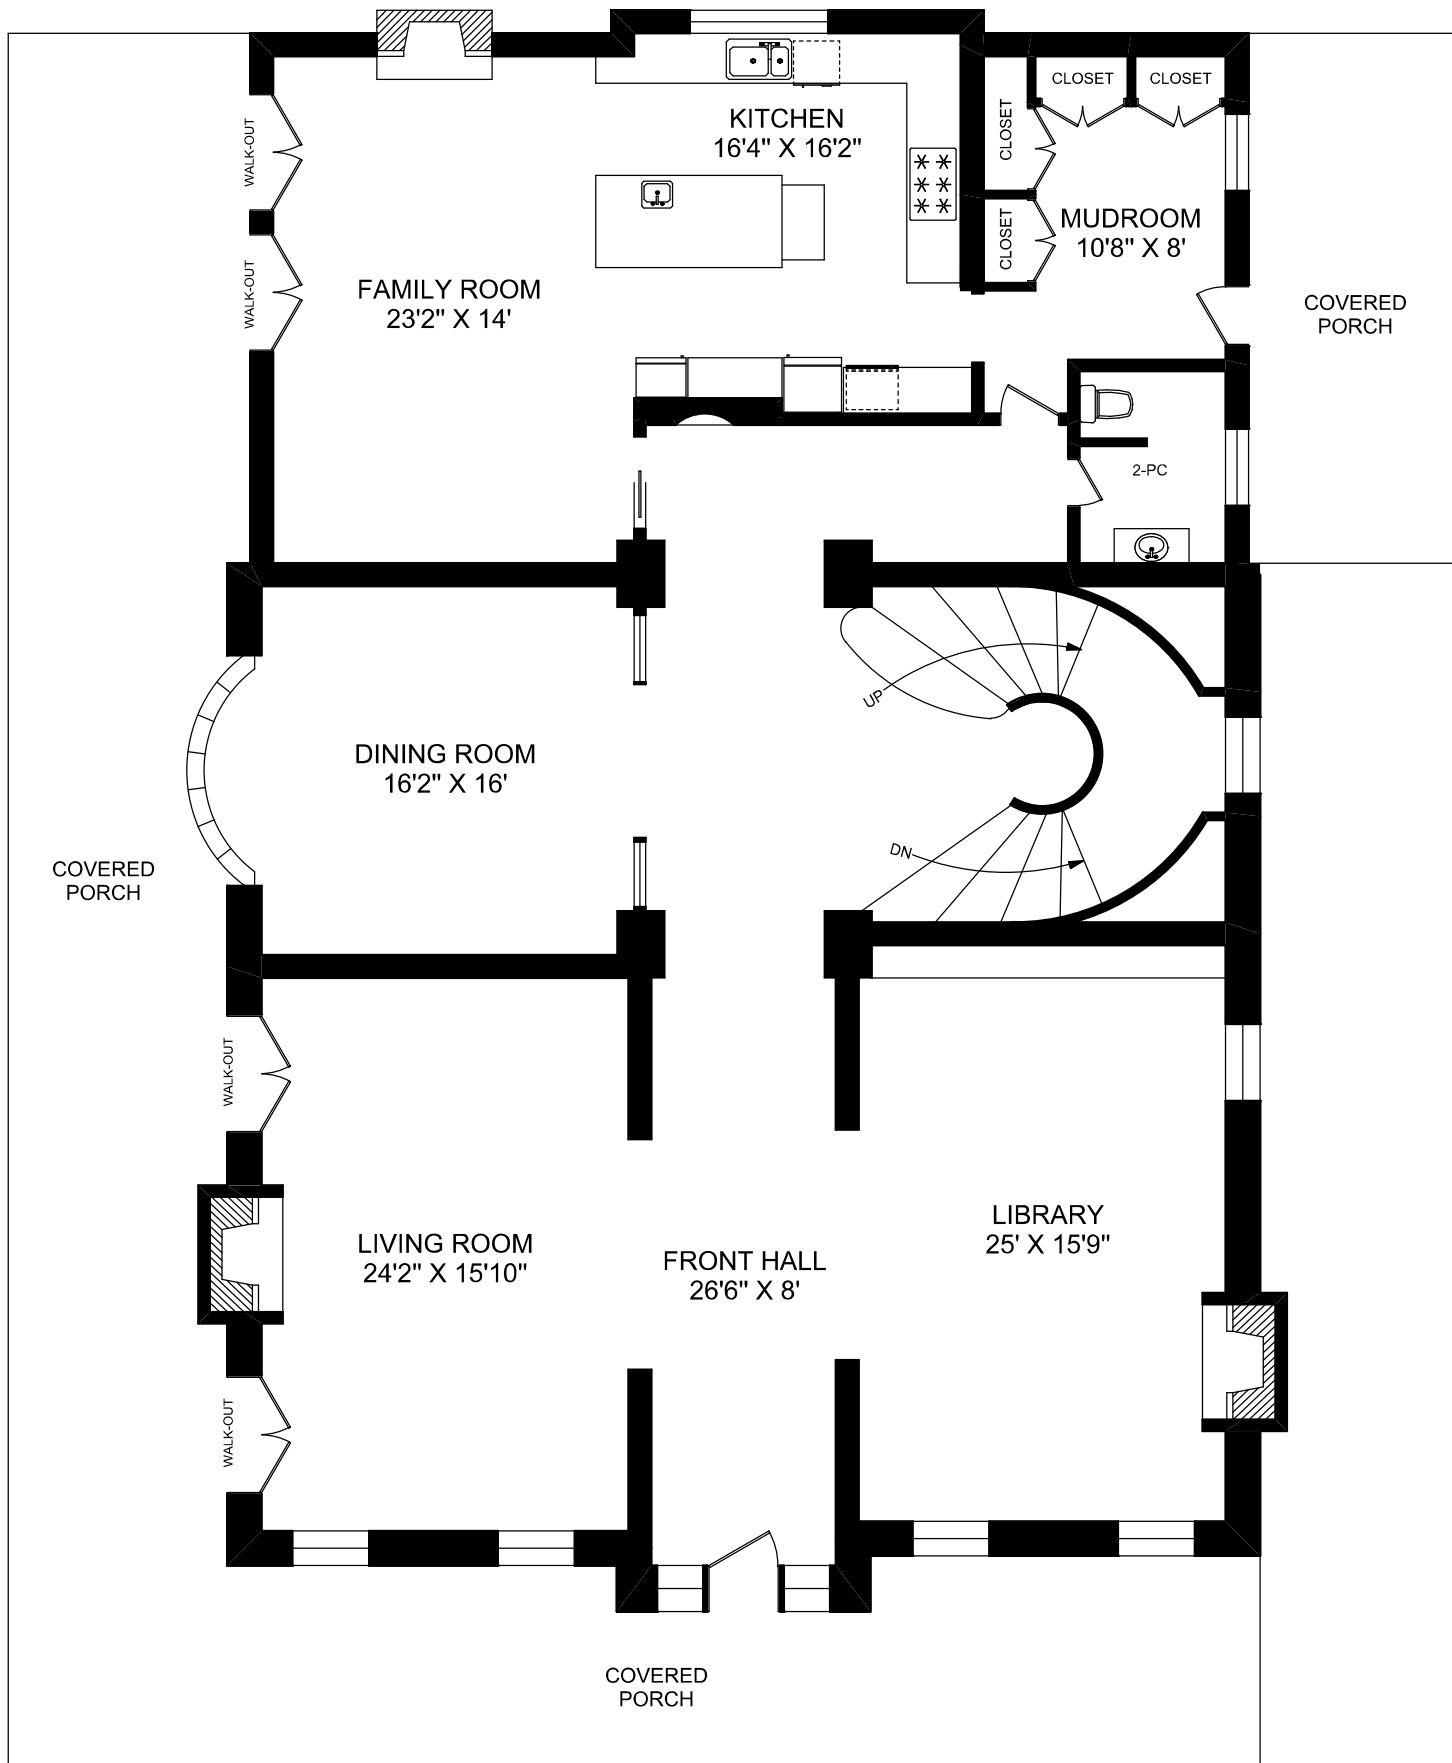 CLOSET
CLOSET
CLOSET
KITCHEN
16'4" X 16'2"
WALK-OUT
MUDROOM
10'8" X 8'
CLOSET
WALK-OUT
FAMILY ROOM
23'2" X 14'
COVERED
PORCH
2-PC
UP
DINING ROOM
16'2" X 16'
DN
COVERED
PORCH
WALK-OUT
LIBRARY
25' X 15'9"
LIVING ROOM
24'2" X 15'10"
FRONT HALL
26'6" X 8'
WALK-OUT
COVERED
PORCH